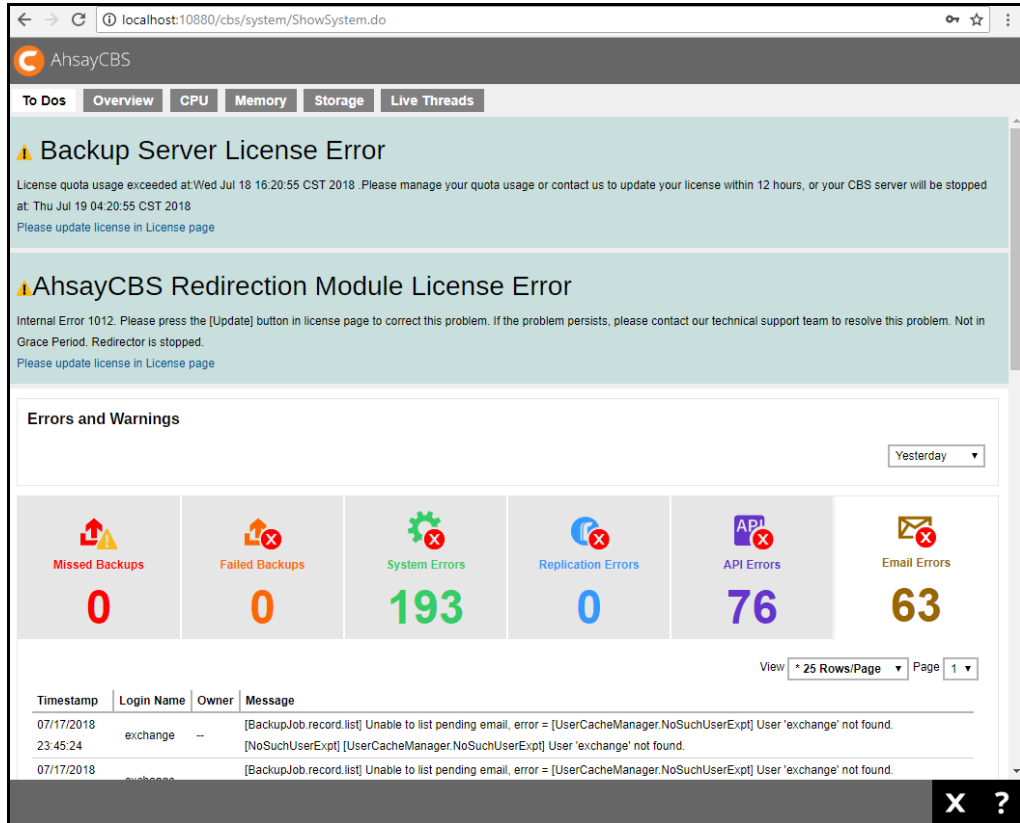 localhost:10880/cbs/system/ShowSystem.do
AhsayCBS
To Dos Overview CPU Memory Storage Live Threads
Backup Server License Error
License quota usage exceeded at:Wed Jul 18 16:20:55 CST 2018 .Please manage your quota usage or contact us to update your license within 12 hours, or your CBS server will be stopped
at: Thu Jul 19 04:20:55 CST 2018
Please update license in License page
AhsayCBS Redirection Module License Error
Internal Error 1012. Please press the [Update] button in license page to correct this problem. If the problem persists, please contact our technical support team to resolve this problem. Not in
Grace Period. Redirector is stopped.
Please update license in License page
Errors and Warnings
Yesterday
API
Missed Backups Failed Backups System Errors Replication Errors API Errors Email Errors
0 0 193 0 76 63
View * 25 Rows/Page Page 1
Timestamp Login Name Owner Message
07/17/2018 [BackupJob.record.list] Unable to list pending email, error = [UserCacheManager.NoSuchUserExpt] User 'exchange' not found.
exchange --
23:45:24 [NoSuchUserExpt] [UserCacheManager.NoSuchUserExpt] User 'exchange' not found.
07/17/2018 [BackupJob.record.list] Unable to list pending email, error = [UserCacheManager.NoSuchUserExpt] User 'exchange' not found.
X ?